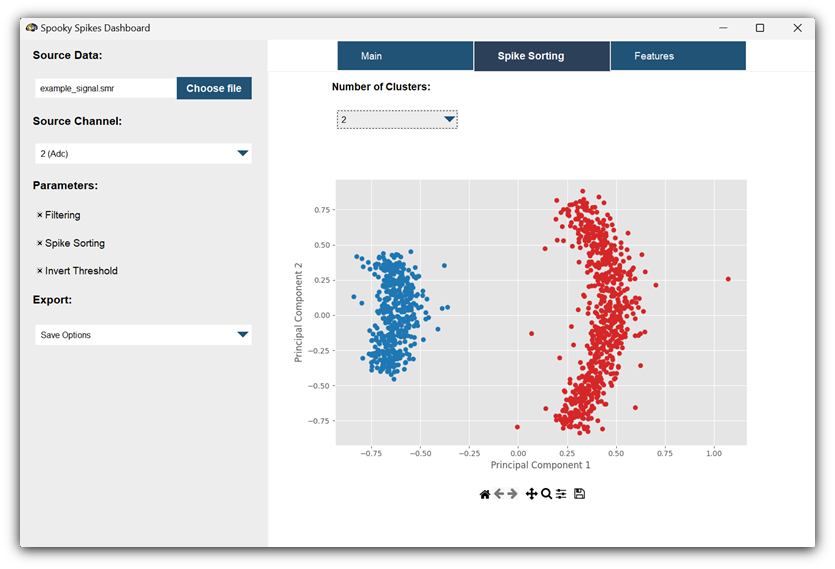 Spooky Spikes Dashboard
Source Data:
example_signal.smr
Choose file
Source Channel:
2 (Adc)
Parameters:
Filtering
Spike Sorting
Invert Threshold
Export:
Save Options
Main
Spike Sorting
Features
Number of Clusters:
2
Principal Component 2
0.75
0.50
0.25
0.00
−0.25
−0.50
−0.75
−0.75 −0.50 −0.25 0.00 0.25 0.50 0.75 1.00
Principal Component 1